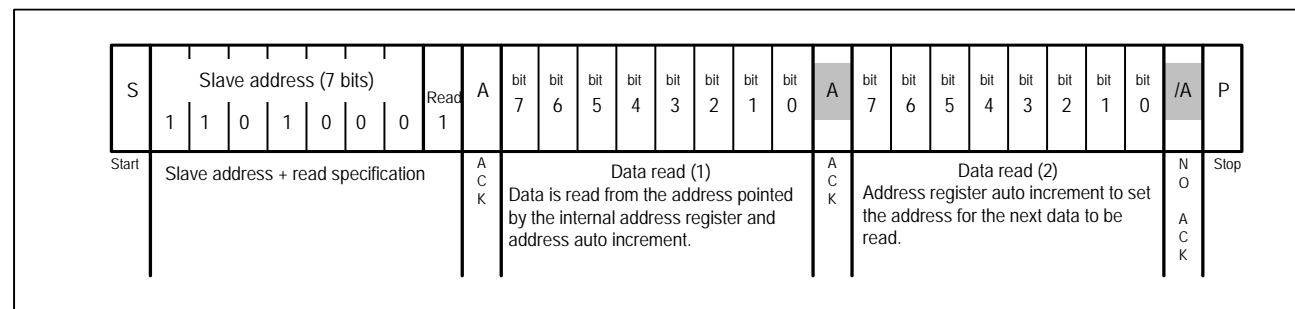 S Slave address (7 bits) Read A bit bit bit bit bit bit bit bit A bit bit bit bit bit bit bit bit /A P
1 1 0 1 0 0 0 1 7 6 5 4 3 2 1 0 7 6 5 4 3 2 1 0
Start
Slave address + read specification
ACK
Data read (1)
Data is read from the address pointed
by the internal address register and
address auto increment.
ACK
Data read (2)
Address register auto increment to set
the address for the next data to be
read.
NO ACK
Stop